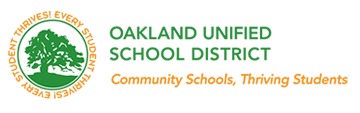 EVERY STUDENT THRIVES! EVERY STUDENT THRIVES!
OAKLAND UNIFIED
SCHOOL DISTRICT
Community Schools, Thriving Students